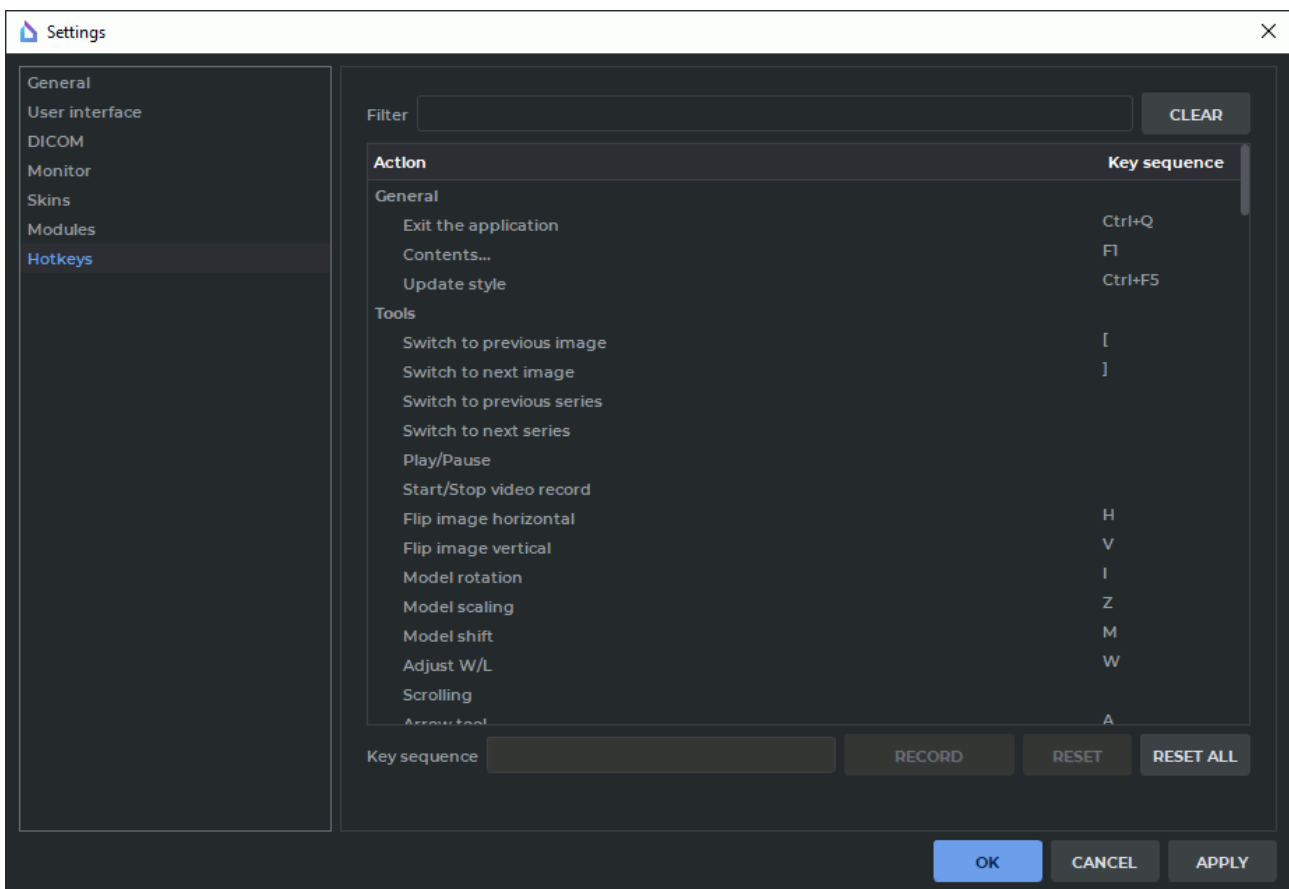 Settings
General
User interface
DICOM
Monitor
Skins
Modules
Hotkeys
Filter CLEAR
Action Key sequence
General
Exit the application Ctrl+Q
Contents... F1
Update style Ctrl+F5
Tools
Switch to previous image [
Switch to next image ]
Switch to previous series
Switch to next series
Play/Pause
Start/Stop video record
Flip image horizontal H
Flip image vertical V
Model rotation I
Model scaling Z
Model shift M
Adjust W/L W
Scrolling
Arrow tool A
Key sequence RECORD RESET RESET ALL
OK CANCEL APPLY